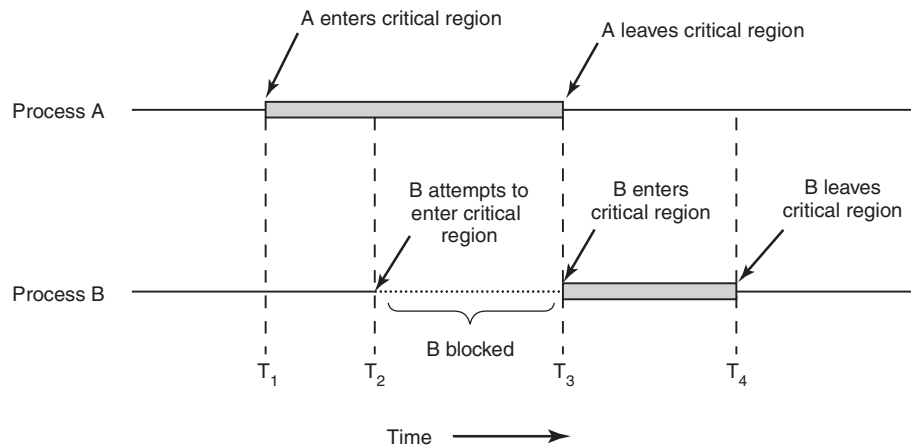 A enters critical region
A leaves critical region
Process A
B attempts to
enter critical
region
B enters
critical region
B leaves
critical region
Process B
B blocked
T1
T2
T3
T4
Time